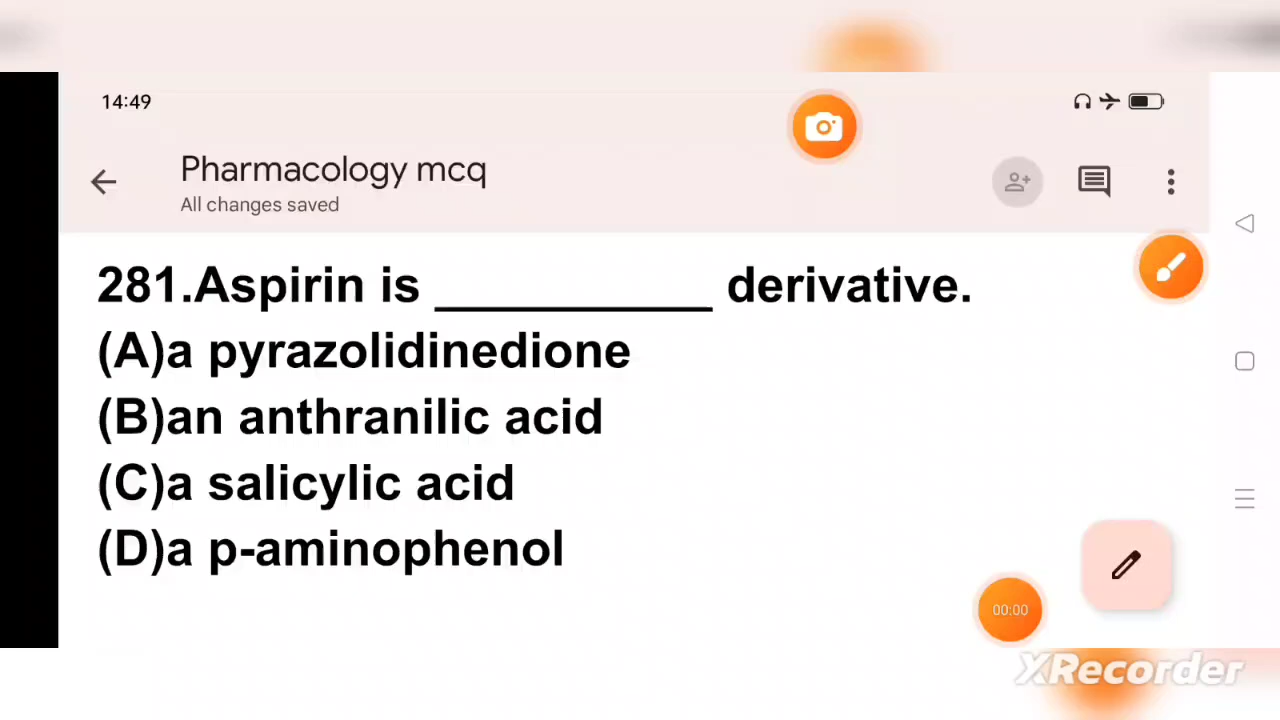 14:49
Pharmacology mcq
All changes saved
281.Aspirin is ___________ derivative.
(A)a pyrazolidinedione
(B)an anthranilic acid
(C)a salicylic acid
(D)a p-aminophenol
00:00
XRecorder